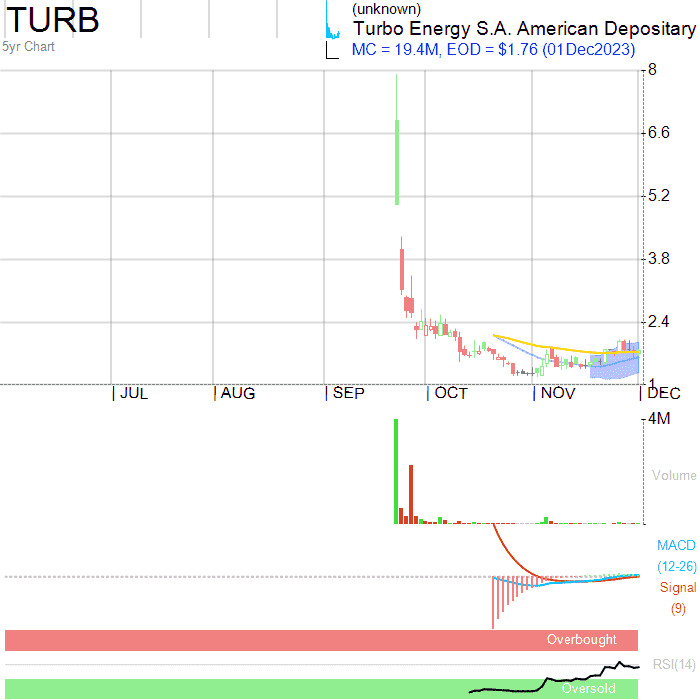 TURB
5yr Chart
(unknown)
Turbo Energy S.A. American Depositary
MC = 19.4M, EOD = $1.76 (01Dec2023)
8
6.6
5.2
3.8
2.4
1
JUL
AUG
SEP
OCT
NOV
DEC
4M
Volume
MACD
(12-26)
Signal
(9)
Overbought
RSI(14)
Oversold